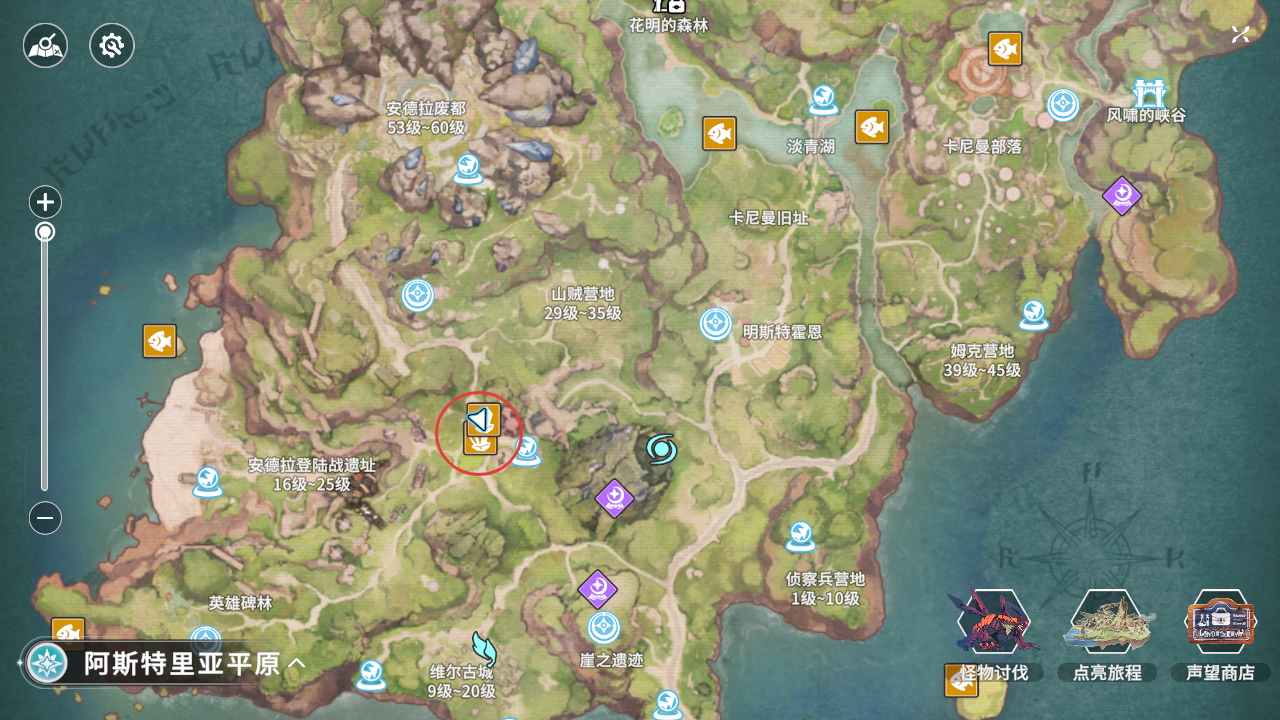 花明的森林
安德拉废都
53级~60级
风啸的峡谷
淡青湖
卡尼曼部落
卡尼曼旧址
山贼营地
29级~35级
明斯特霍恩
姆克营地
39级~45级
安德拉登陆战遗址
16级~25级
侦察兵营地
1级~10级
英雄碑林
崖之遗迹
维尔古城
9级~20级
阿斯特里亚平原
怪物讨伐
点亮旅程
声望商店